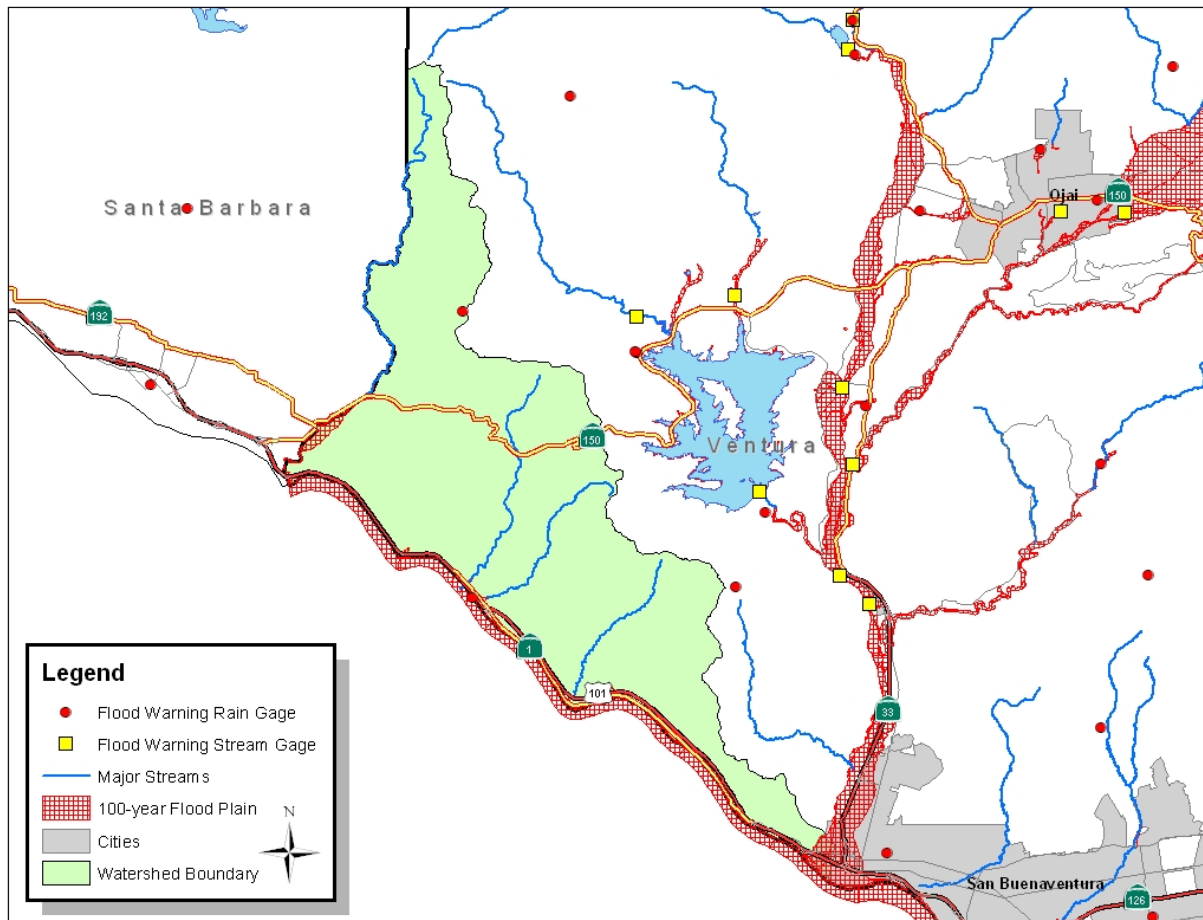 Santa Barbara
Ojai
150
192
150
Ventura
1
101
33
San Buenaventura
126
Legend
Flood Warning Rain Gage
Flood Warning Stream Gage
Major Streams
100-year Flood Plain
N
Cities
Watershed Boundary